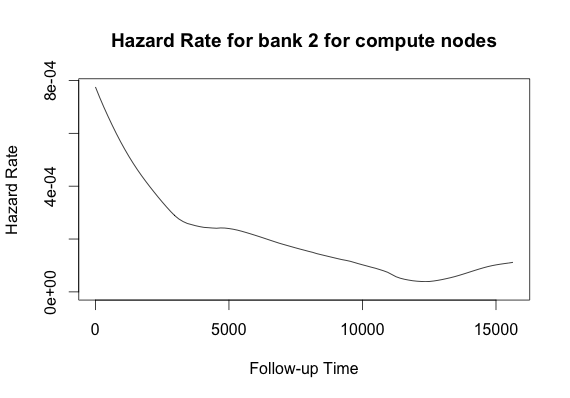 Hazard Rate for bank 2 for compute nodes
Hazard Rate
8e-04
4e-04
0e+00
0 5000 10000 15000
Follow-up Time